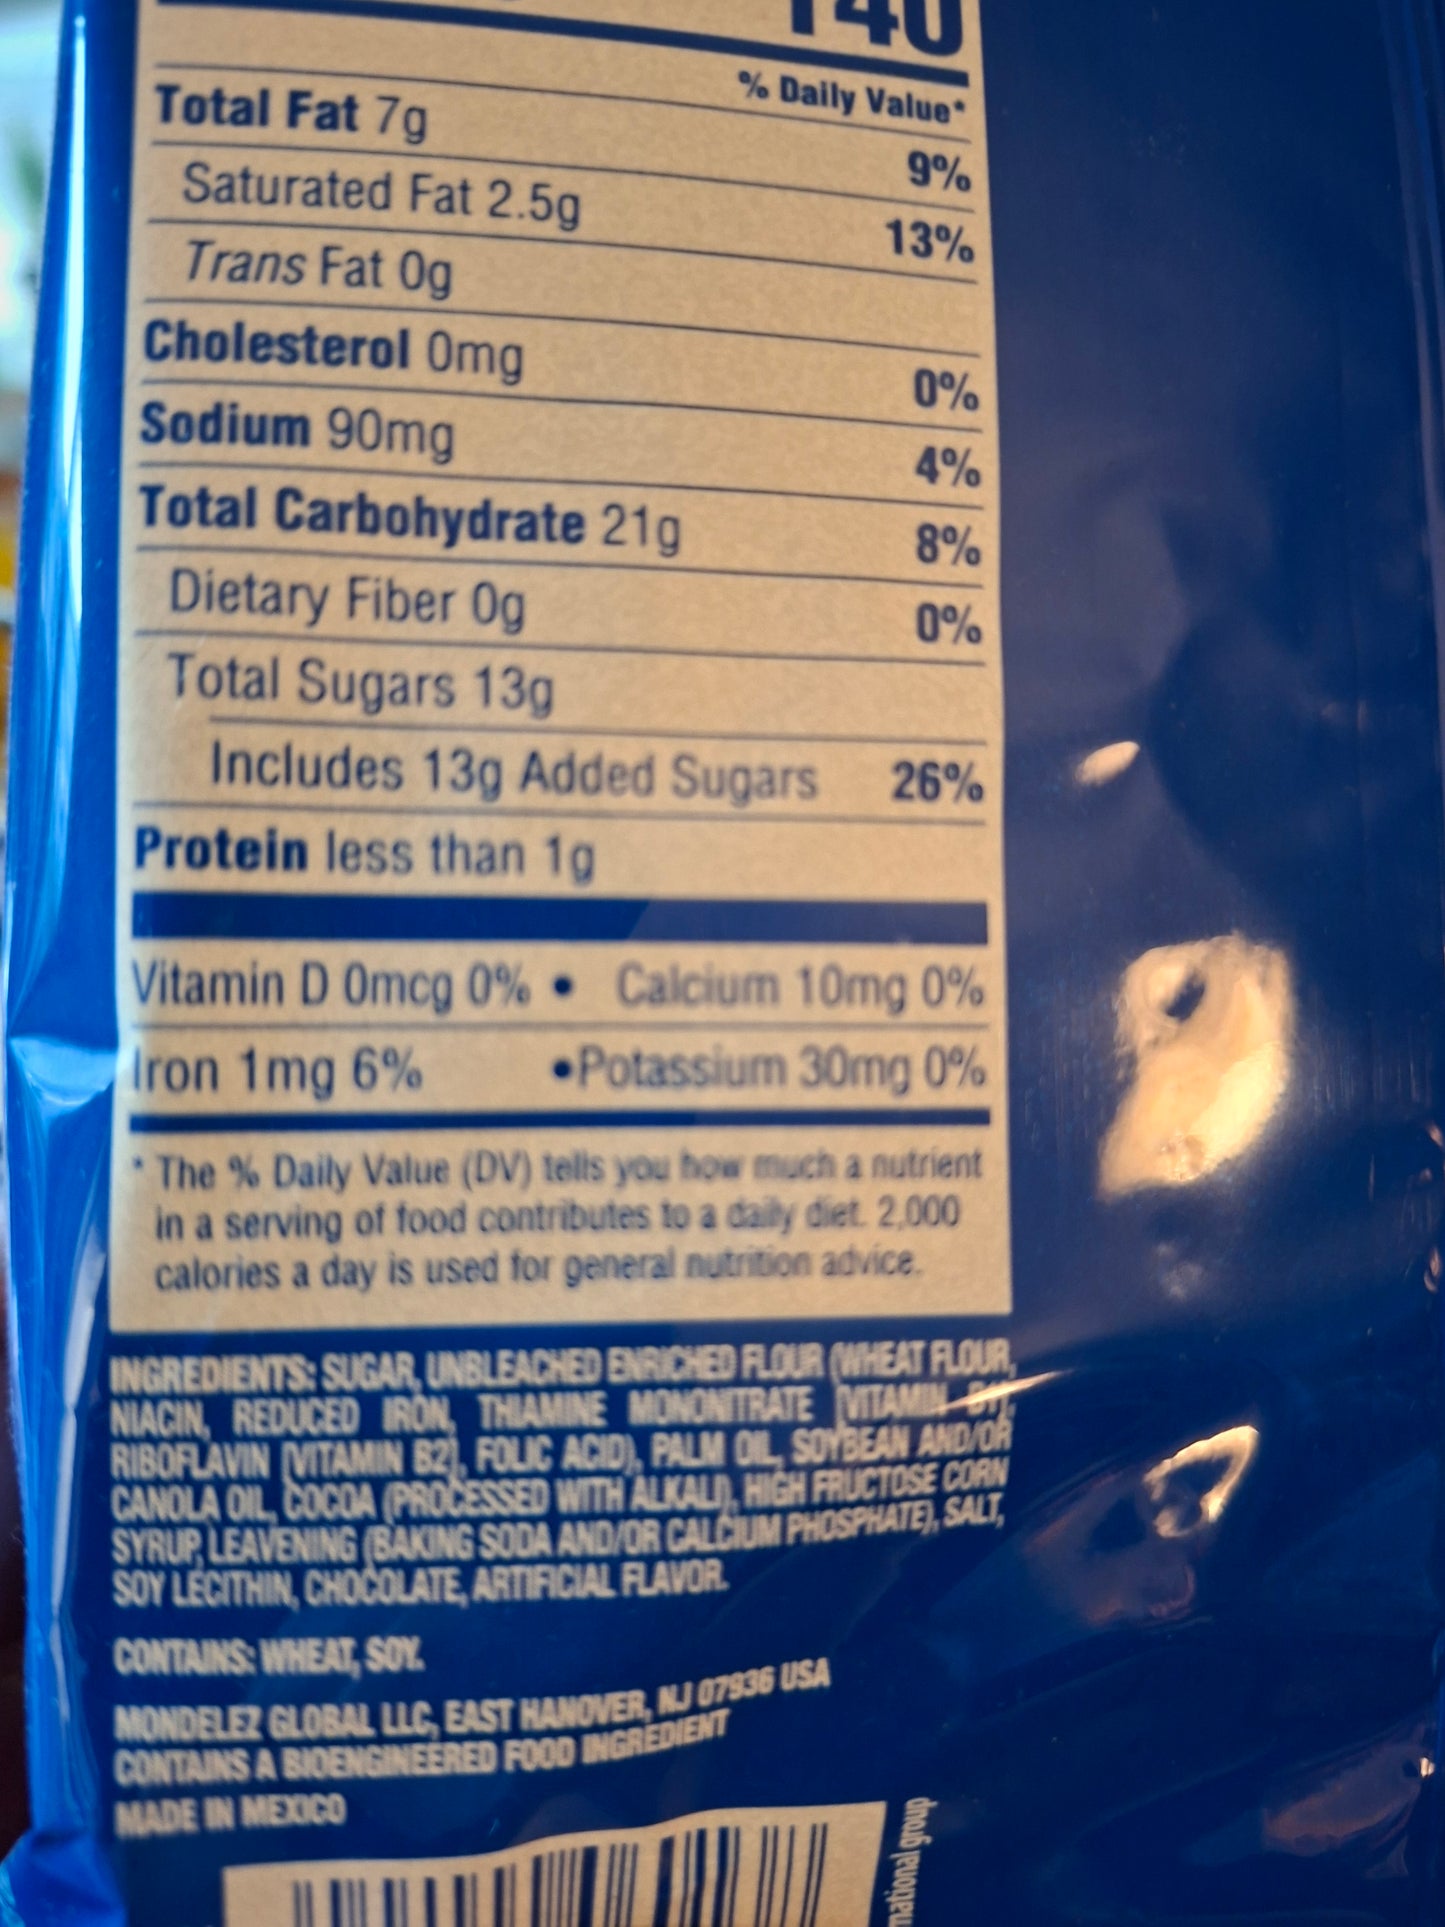 140
% Daily Value*
Total Fat 7g 9%
Saturated Fat 2.5g 13%
Trans Fat 0g
Cholesterol 0mg 0%
Sodium 90mg 4%
Total Carbohydrate 21g 8%
Dietary Fiber 0g 0%
Total Sugars 13g
Includes 13g Added Sugars 26%
Protein less than 1g
Vitamin D 0mcg 0% • Calcium 10mg 0%
Iron 1mg 6% •Potassium 30mg 0%
* The % Daily Value (DV) tells you how much a nutrient
in a serving of food contributes to a daily diet. 2,000
calories a day is used for general nutrition advice.
INGREDIENTS: SUGAR, UNBLEACHED ENRICHED FLOUR (WHEAT FLOUR,
NIACIN, REDUCED IRON, THIAMINE MONONITRATE [VITAMIN B1],
RIBOFLAVIN [VITAMIN B2], FOLIC ACID), PALM OIL, SOYBEAN AND/OR
CANOLA OIL, COCOA (PROCESSED WITH ALKALI), HIGH FRUCTOSE CORN
SYRUP, LEAVENING (BAKING SODA AND/OR CALCIUM PHOSPHATE), SALT,
SOY LECITHIN, CHOCOLATE, ARTIFICIAL FLAVOR.
CONTAINS: WHEAT, SOY.
MONDELEZ GLOBAL LLC, EAST HANOVER, NJ 07936 USA
CONTAINS A BIOENGINEERED FOOD INGREDIENT
MADE IN MEXICO
national group